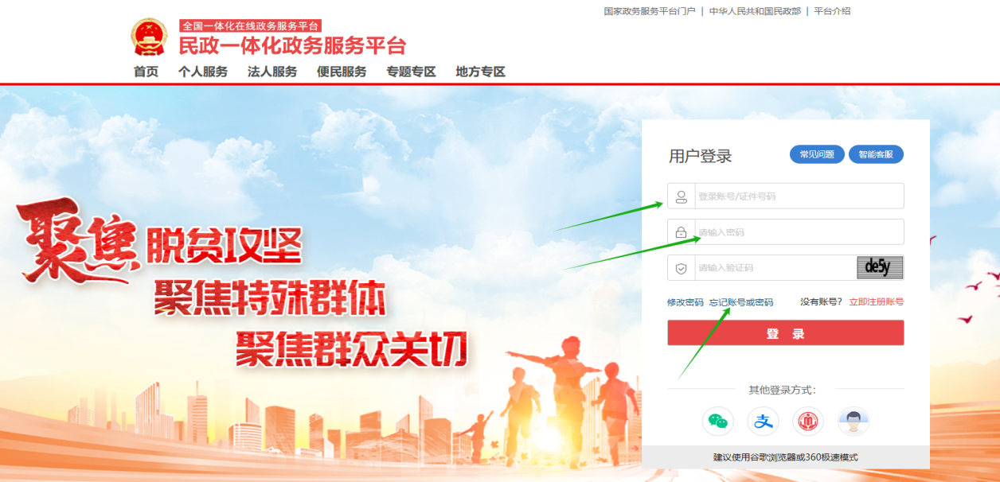 国家政务服务平台门户 | 中华人民共和国民政部 | 平台介绍
全国一体化在线政务服务平台
民政一体化政务服务平台
首页 个人服务 法人服务 便民服务 专题专区 地方专区
聚焦脱贫攻坚
聚焦特殊群体
聚焦群众关切
用户登录 常见问题 智能客服
登录账号/证件号码
请输入密码
请输入验证码 de5y
修改密码 忘记账号或密码 没有账号? 立即注册账号
登 录
其他登录方式:
支
建议使用谷歌浏览器或360极速模式